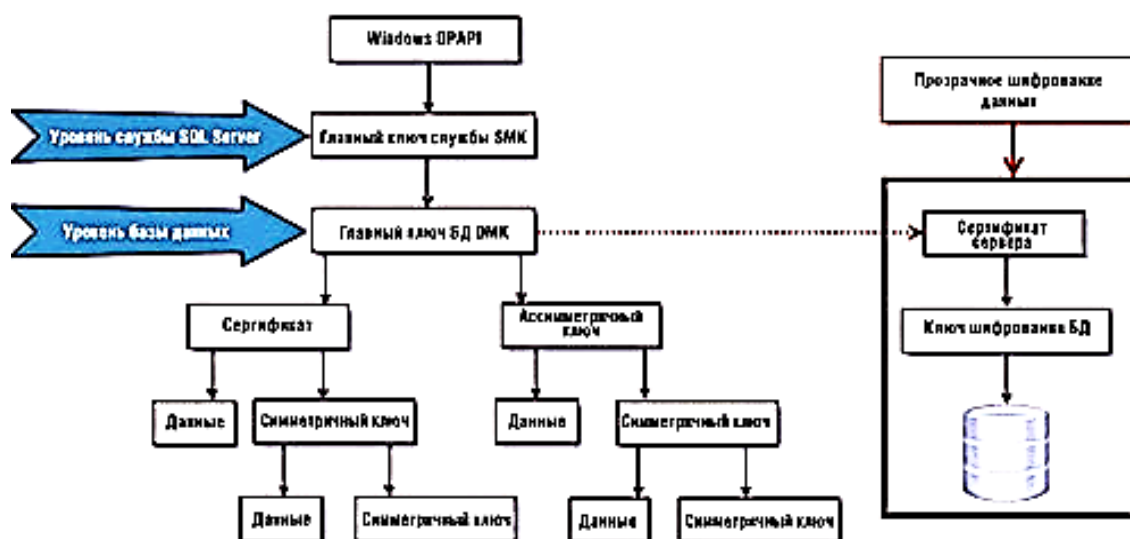 Windows DPAPI
Прозрачное шифрование
данные
Уровень службы SQL Server
Главный ключ службы SMK
Уровень базы данных
Главный ключ БД DMK
Сертификат
сервера
Сертификат
Ассиметричный
ключ
Ключ шифрование БД
Данные
Симметричный ключ
Данные
Симметричный ключ
Данные
Симметричный ключ
Данные
Симметричный ключ